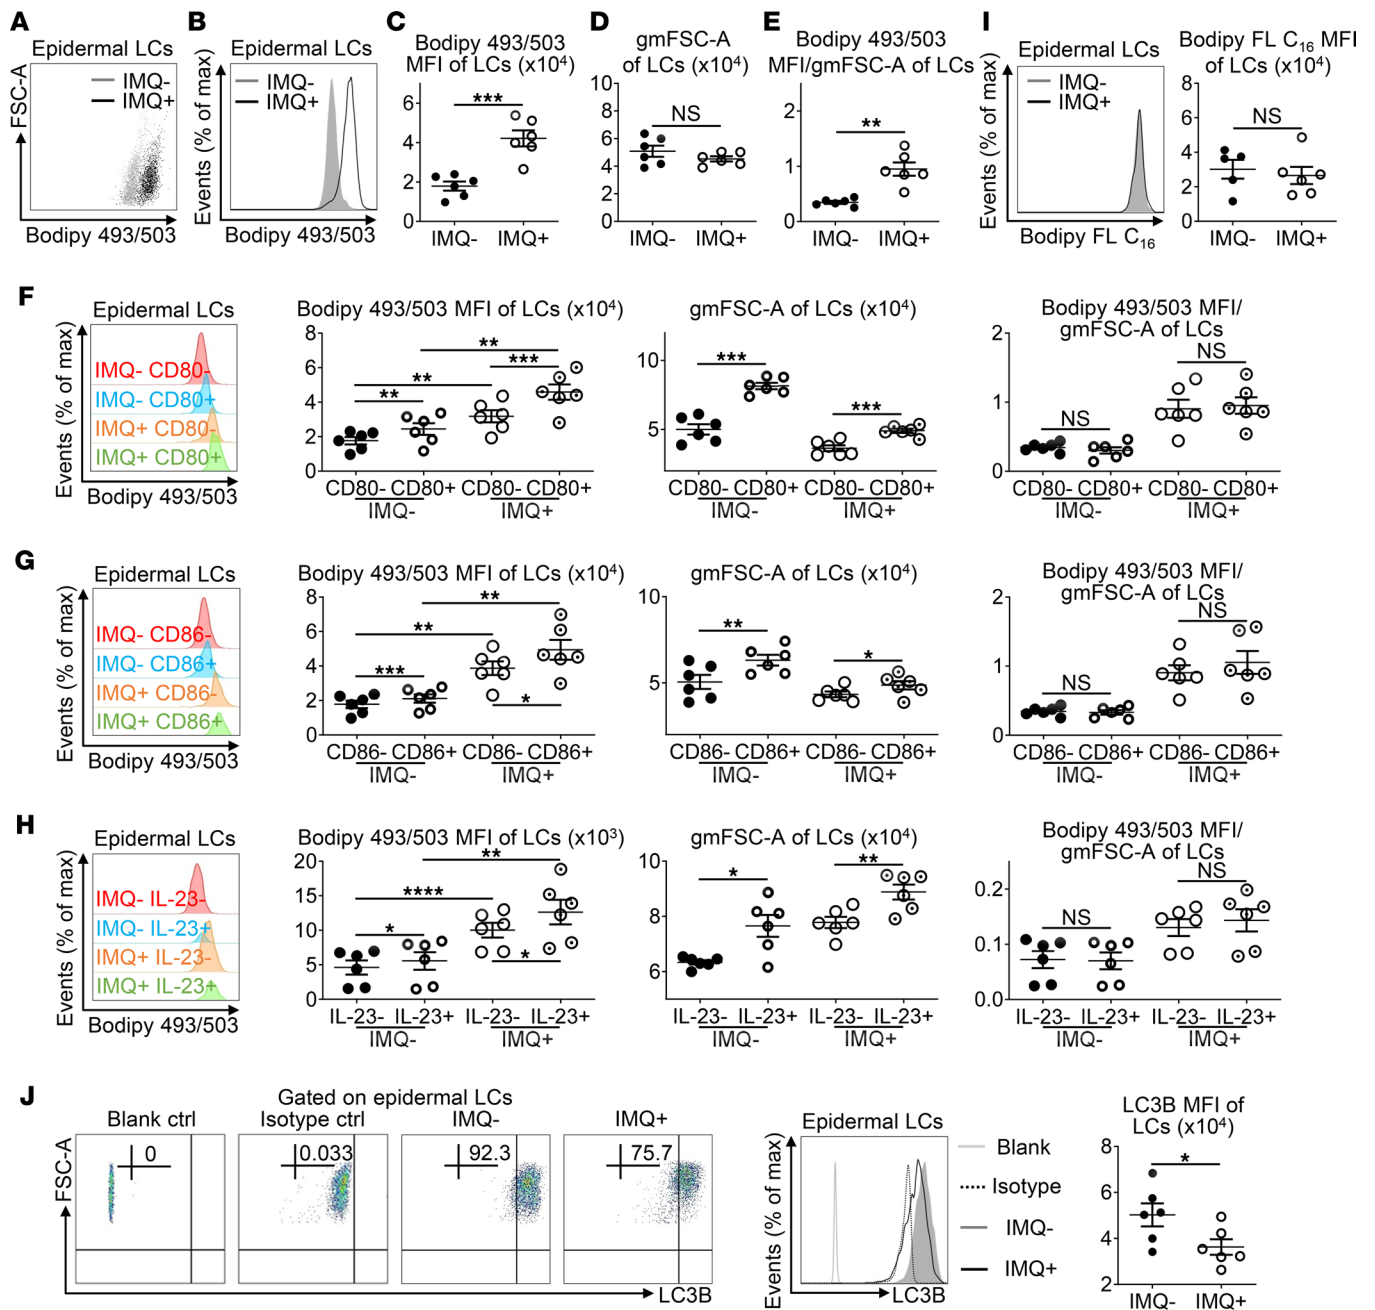 A
Epidermal LCs
FSC-A
IMQ-
IMQ+
Bodipy 493/503
B
Epidermal LCs
Events (% of max)
IMQ-
IMQ+
Bodipy 493/503
C
Bodipy 493/503
MFI of LCs (x10⁴)
***
6
4
2
0
IMQ- IMQ+
D
gmFSC-A
of LCs (x10⁴)
NS
10
8
6
4
2
0
IMQ- IMQ+
E
Bodipy 493/503
MFI/gmFSC-A of LCs
**
2
1
0
IMQ- IMQ+
I
Epidermal LCs
Events (% of max)
IMQ-
IMQ+
Bodipy FL C₁₆
Bodipy FL C₁₆ MFI
of LCs (x10⁴)
NS
8
6
4
2
0
IMQ- IMQ+
F
Epidermal LCs
Events (% of max)
IMQ- CD80-
IMQ- CD80+
IMQ+ CD80-
IMQ+ CD80+
Bodipy 493/503
Bodipy 493/503 MFI of LCs (x10⁴)
8
6
4
2
0
**
***
**
**
CD80- CD80+ CD80- CD80+
IMQ- IMQ+
gmFSC-A of LCs (x10⁴)
10
5
***
***
CD80- CD80+ CD80- CD80+
IMQ- IMQ+
Bodipy 493/503 MFI/
gmFSC-A of LCs
2
1
0
NS
NS
CD80- CD80+ CD80- CD80+
IMQ- IMQ+
G
Epidermal LCs
Events (% of max)
IMQ- CD86-
IMQ- CD86+
IMQ+ CD86-
IMQ+ CD86+
Bodipy 493/503
Bodipy 493/503 MFI of LCs (x10⁴)
8
6
4
2
0
**
**
***
*
CD86- CD86+ CD86- CD86+
IMQ- IMQ+
gmFSC-A of LCs (x10⁴)
10
5
**
*
CD86- CD86+ CD86- CD86+
IMQ- IMQ+
Bodipy 493/503 MFI/
gmFSC-A of LCs
2
1
0
NS
NS
CD86- CD86+ CD86- CD86+
IMQ- IMQ+
H
Epidermal LCs
Events (% of max)
IMQ- IL-23-
IMQ- IL-23+
IMQ+ IL-23-
IMQ+ IL-23+
Bodipy 493/503
Bodipy 493/503 MFI of LCs (x10³)
20
15
10
5
0
**
****
*
*
IL-23- IL-23+ IL-23- IL-23+
IMQ- IMQ+
gmFSC-A of LCs (x10⁴)
10
8
6
*
**
IL-23- IL-23+ IL-23- IL-23+
IMQ- IMQ+
Bodipy 493/503 MFI/
gmFSC-A of LCs
0.2
0.1
0.0
NS
NS
IL-23- IL-23+ IL-23- IL-23+
IMQ- IMQ+
J
Gated on epidermal LCs
Blank ctrl Isotype ctrl IMQ- IMQ+
FSC-A
0
0.033
92.3
75.7
LC3B
Epidermal LCs
Events (% of max)
Blank
Isotype
IMQ-
IMQ+
LC3B
LC3B MFI of
LCs (x10⁴)
8
6
4
2
*
IMQ- IMQ+